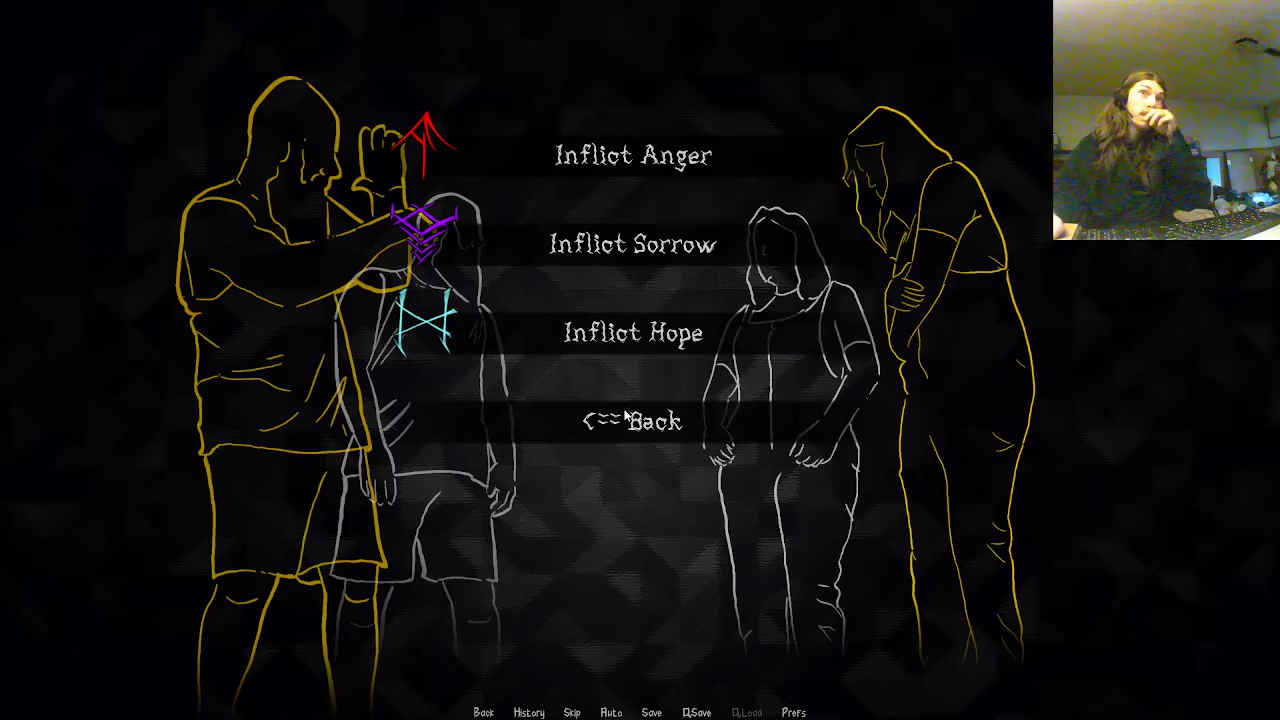 Inflict Anger
Inflict Sorrow
Inflict Hope
<== Back
Back History Skip Auto Save Q.Save Q.Load Prefs